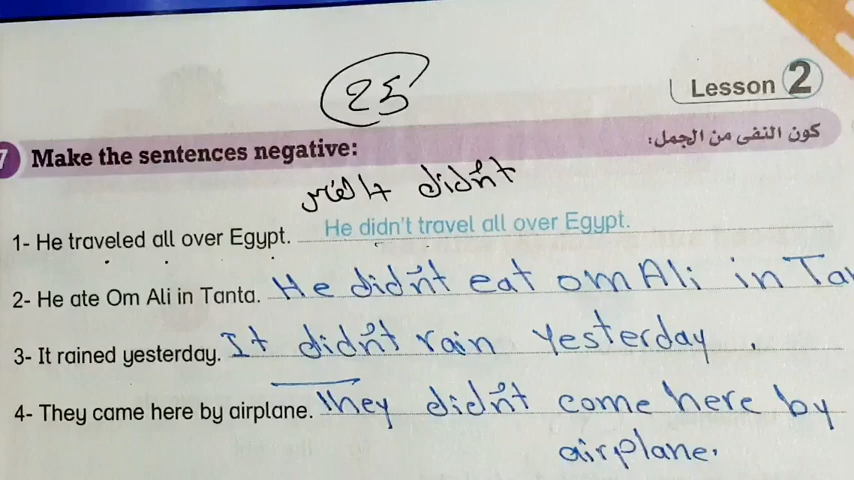 25
Lesson 2
7 Make the sentences negative:
كون النفى من الجمل:
didn't + المصدر
1- He traveled all over Egypt. He didn't travel all over Egypt.
2- He ate Om Ali in Tanta. He didn't eat om Ali in Ta
3- It rained yesterday. It didn't rain yesterday.
4- They came here by airplane. They didn't come here by
airplane.